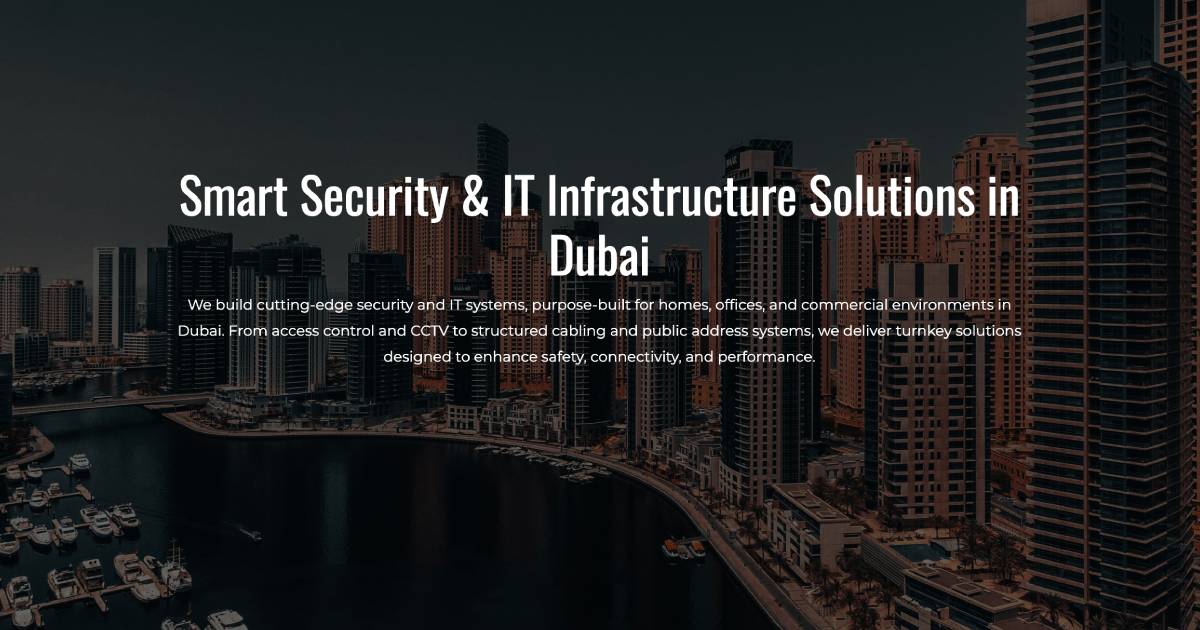 Smart Security & IT Infrastructure Solutions in
Dubai
We build cutting-edge security and IT systems, purpose-built for homes, offices, and commercial environments in
Dubai. From access control and CCTV to structured cabling and public address systems, we deliver turnkey solutions
designed to enhance safety, connectivity, and performance.